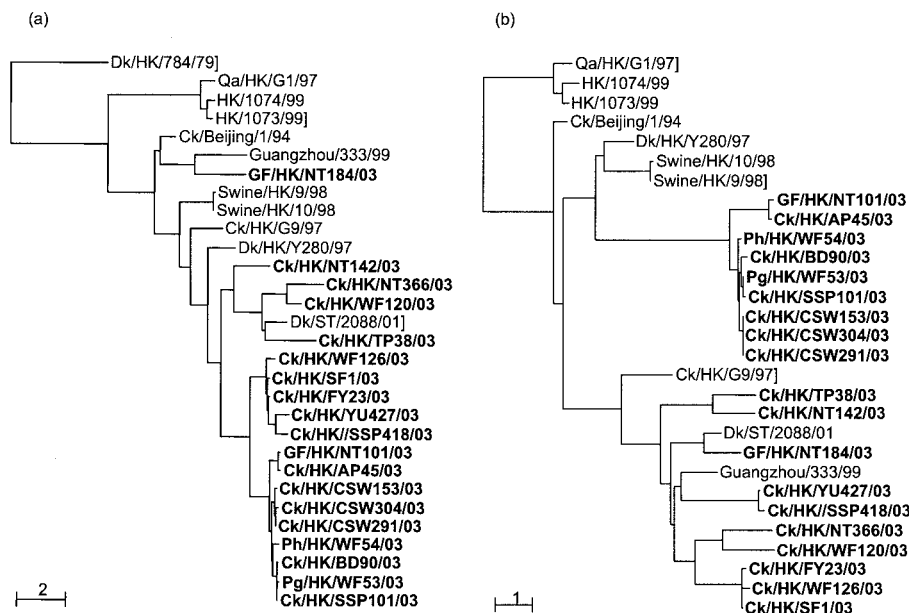 (a)
Dk/HK/784/79]
Qa/HK/G1/97
HK/1074/99
HK/1073/99]
Ck/Beijing/1/94
Guangzhou/333/99
GF/HK/NT184/03
Swine/HK/9/98
Swine/HK/10/98
Ck/HK/G9/97
Dk/HK/Y280/97
Ck/HK/NT142/03
Ck/HK/NT366/03
Ck/HK/WF120/03
Dk/ST/2088/01]
Ck/HK/TP38/03
Ck/HK/WF126/03
Ck/HK/SF1/03
Ck/HK/FY23/03
Ck/HK/YU427/03
Ck/HK//SSP418/03
GF/HK/NT101/03
Ck/HK/AP45/03
Ck/HK/CSW153/03
Ck/HK/CSW304/03
Ck/HK/CSW291/03
Ph/HK/WF54/03
Ck/HK/BD90/03
Pg/HK/WF53/03
Ck/HK/SSP101/03
2
(b)
Qa/HK/G1/97]
HK/1074/99
HK/1073/99
Ck/Beijing/1/94
Dk/HK/Y280/97
Swine/HK/10/98
Swine/HK/9/98]
GF/HK/NT101/03
Ck/HK/AP45/03
Ph/HK/WF54/03
Ck/HK/BD90/03
Pg/HK/WF53/03
Ck/HK/SSP101/03
Ck/HK/CSW153/03
Ck/HK/CSW304/03
Ck/HK/CSW291/03
Ck/HK/G9/97]
Ck/HK/TP38/03
Ck/HK/NT142/03
Dk/ST/2088/01
GF/HK/NT184/03
Guangzhou/333/99
Ck/HK/YU427/03
Ck/HK//SSP418/03
Ck/HK/NT366/03
Ck/HK/WF120/03
Ck/HK/FY23/03
Ck/HK/WF126/03
Ck/HK/SF1/03
1